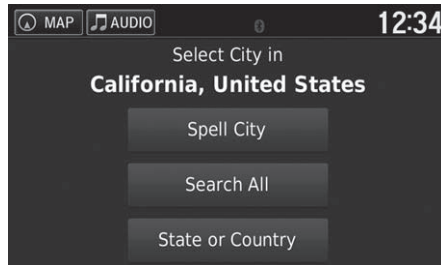 MAP AUDIO 12:34
Select City in
California, United States
Spell City
Search All
State or Country